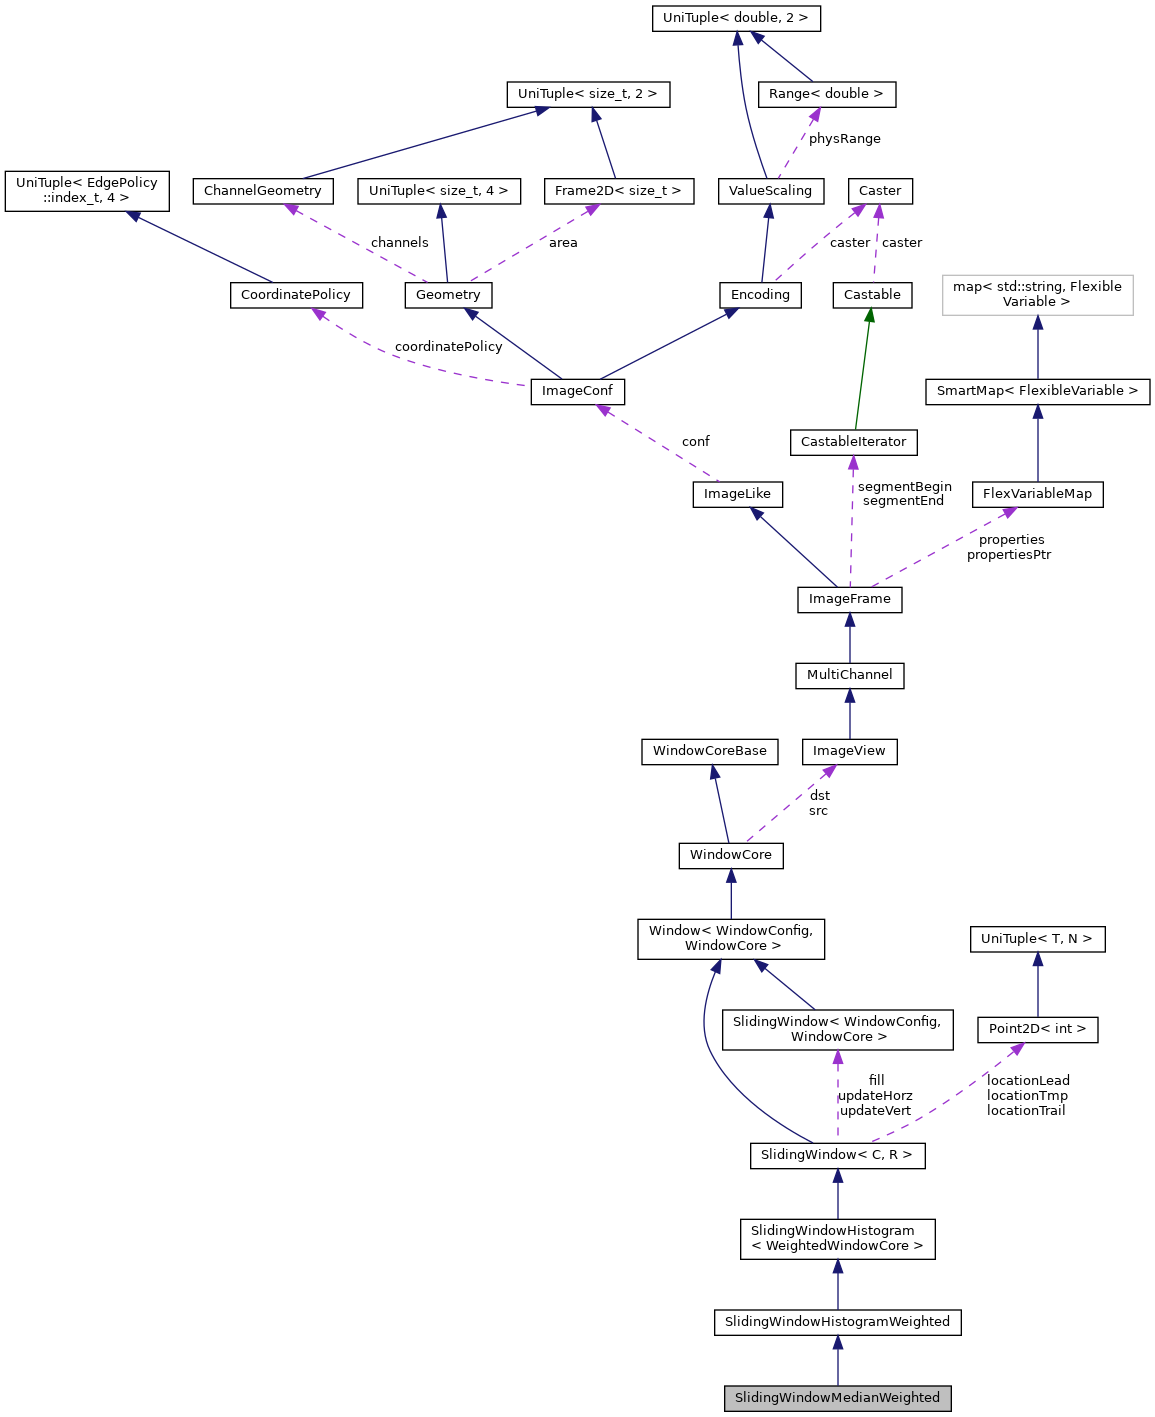 UniTuple< double, 2 >
UniTuple< size_t, 2 >
Range< double >
physRange
UniTuple< EdgePolicy
::index_t, 4 >
ChannelGeometry
UniTuple< size_t, 4 >
Frame2D< size_t >
ValueScaling
Caster
channels
area
caster
caster
CoordinatePolicy
Geometry
Encoding
Castable
map< std::string, Flexible
Variable >
coordinatePolicy
ImageConf
SmartMap< FlexibleVariable >
conf
CastableIterator
ImageLike
segmentBegin
segmentEnd
FlexVariableMap
properties
propertiesPtr
ImageFrame
MultiChannel
WindowCoreBase
ImageView
dst
src
WindowCore
Window< WindowConfig,
WindowCore >
UniTuple< T, N >
SlidingWindow< WindowConfig,
WindowCore >
Point2D< int >
fill
updateHorz
updateVert
locationLead
locationTmp
locationTrail
SlidingWindow< C, R >
SlidingWindowHistogram
< WeightedWindowCore >
SlidingWindowHistogramWeighted
SlidingWindowMedianWeighted